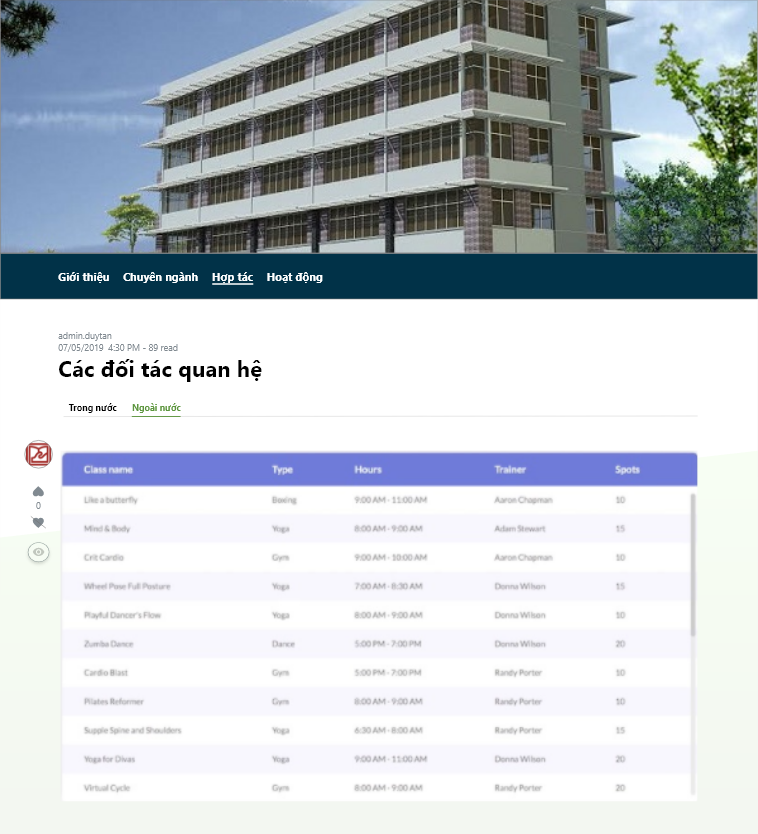 Giới thiệu Chuyên ngành Hợp tác Hoạt động
admin.duytan
07/05/2019 4:30 PM - 89 read
Các đối tác quan hệ
Trong nước Ngoài nước
Class name Type Hours Trainer Spots
Like a butterfly Boxing 9:00 AM - 11:00 AM Aaron Chapman 10
Mind & Body Yoga 8:00 AM - 9:00 AM Adam Stewart 15
Crit Cardio Gym 9:00 AM - 10:00 AM Aaron Chapman 10
Wheel Pose Full Posture Yoga 7:00 AM - 8:30 AM Donna Wilson 15
Playful Dancer's Flow Yoga 8:00 AM - 9:00 AM Donna Wilson 10
Zumba Dance Dance 5:00 PM - 7:00 PM Donna Wilson 20
Cardio Blast Gym 5:00 PM - 7:00 PM Randy Porter 10
Pilates Reformer Gym 8:00 AM - 9:00 AM Randy Porter 10
0
Supple Spine and Shoulders Yoga 6:30 AM - 8:00 AM Randy Porter 15
Yoga for Divas Yoga 9:00 AM - 11:00 AM Donna Wilson 20
Virtual Cycle Gym 8:00 AM - 9:00 AM Randy Porter 20